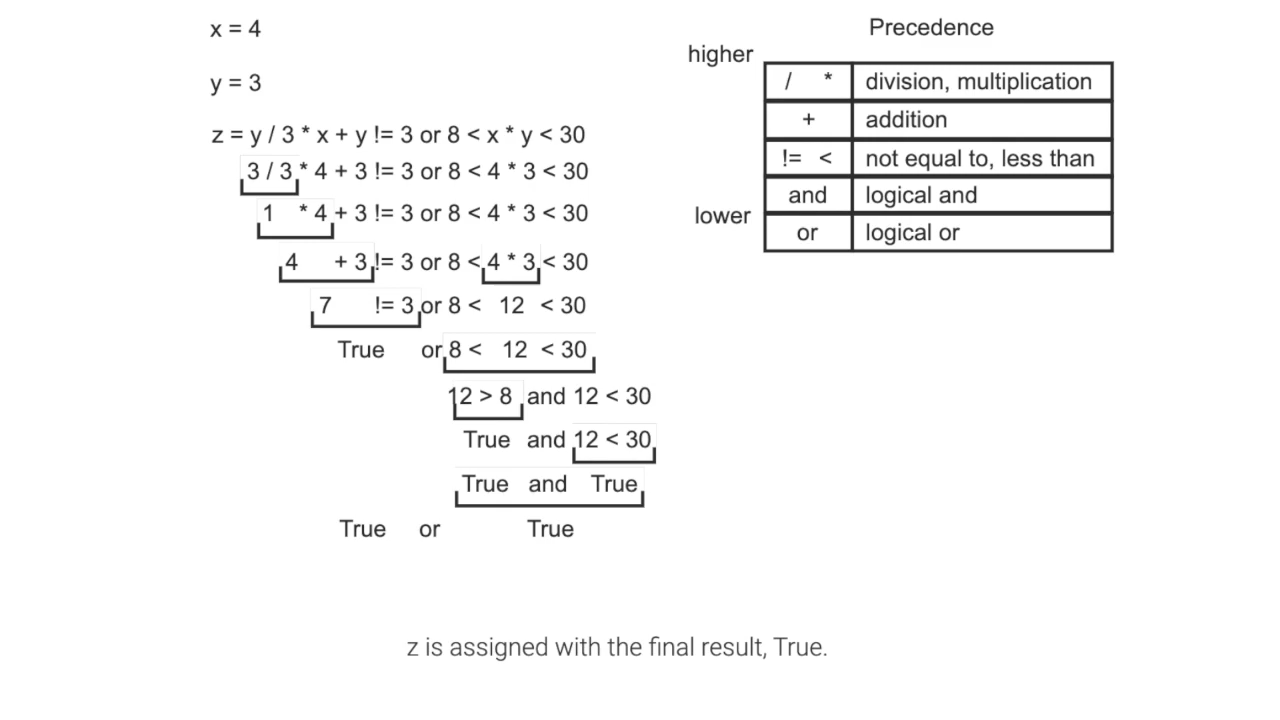 x = 4
y = 3
z = y / 3 * x + y != 3 or 8 < x * y < 30
3 / 3 * 4 + 3 != 3 or 8 < 4 * 3 < 30
1 * 4 + 3 != 3 or 8 < 4 * 3 < 30
4 + 3 != 3 or 8 < 4 * 3 < 30
7 != 3 or 8 < 12 < 30
True or 8 < 12 < 30
12 > 8 and 12 < 30
True and 12 < 30
True and True
True or True
Precedence
higher
/ * division, multiplication
+ addition
!= < not equal to, less than
and logical and
lower
or logical or
z is assigned with the final result, True.